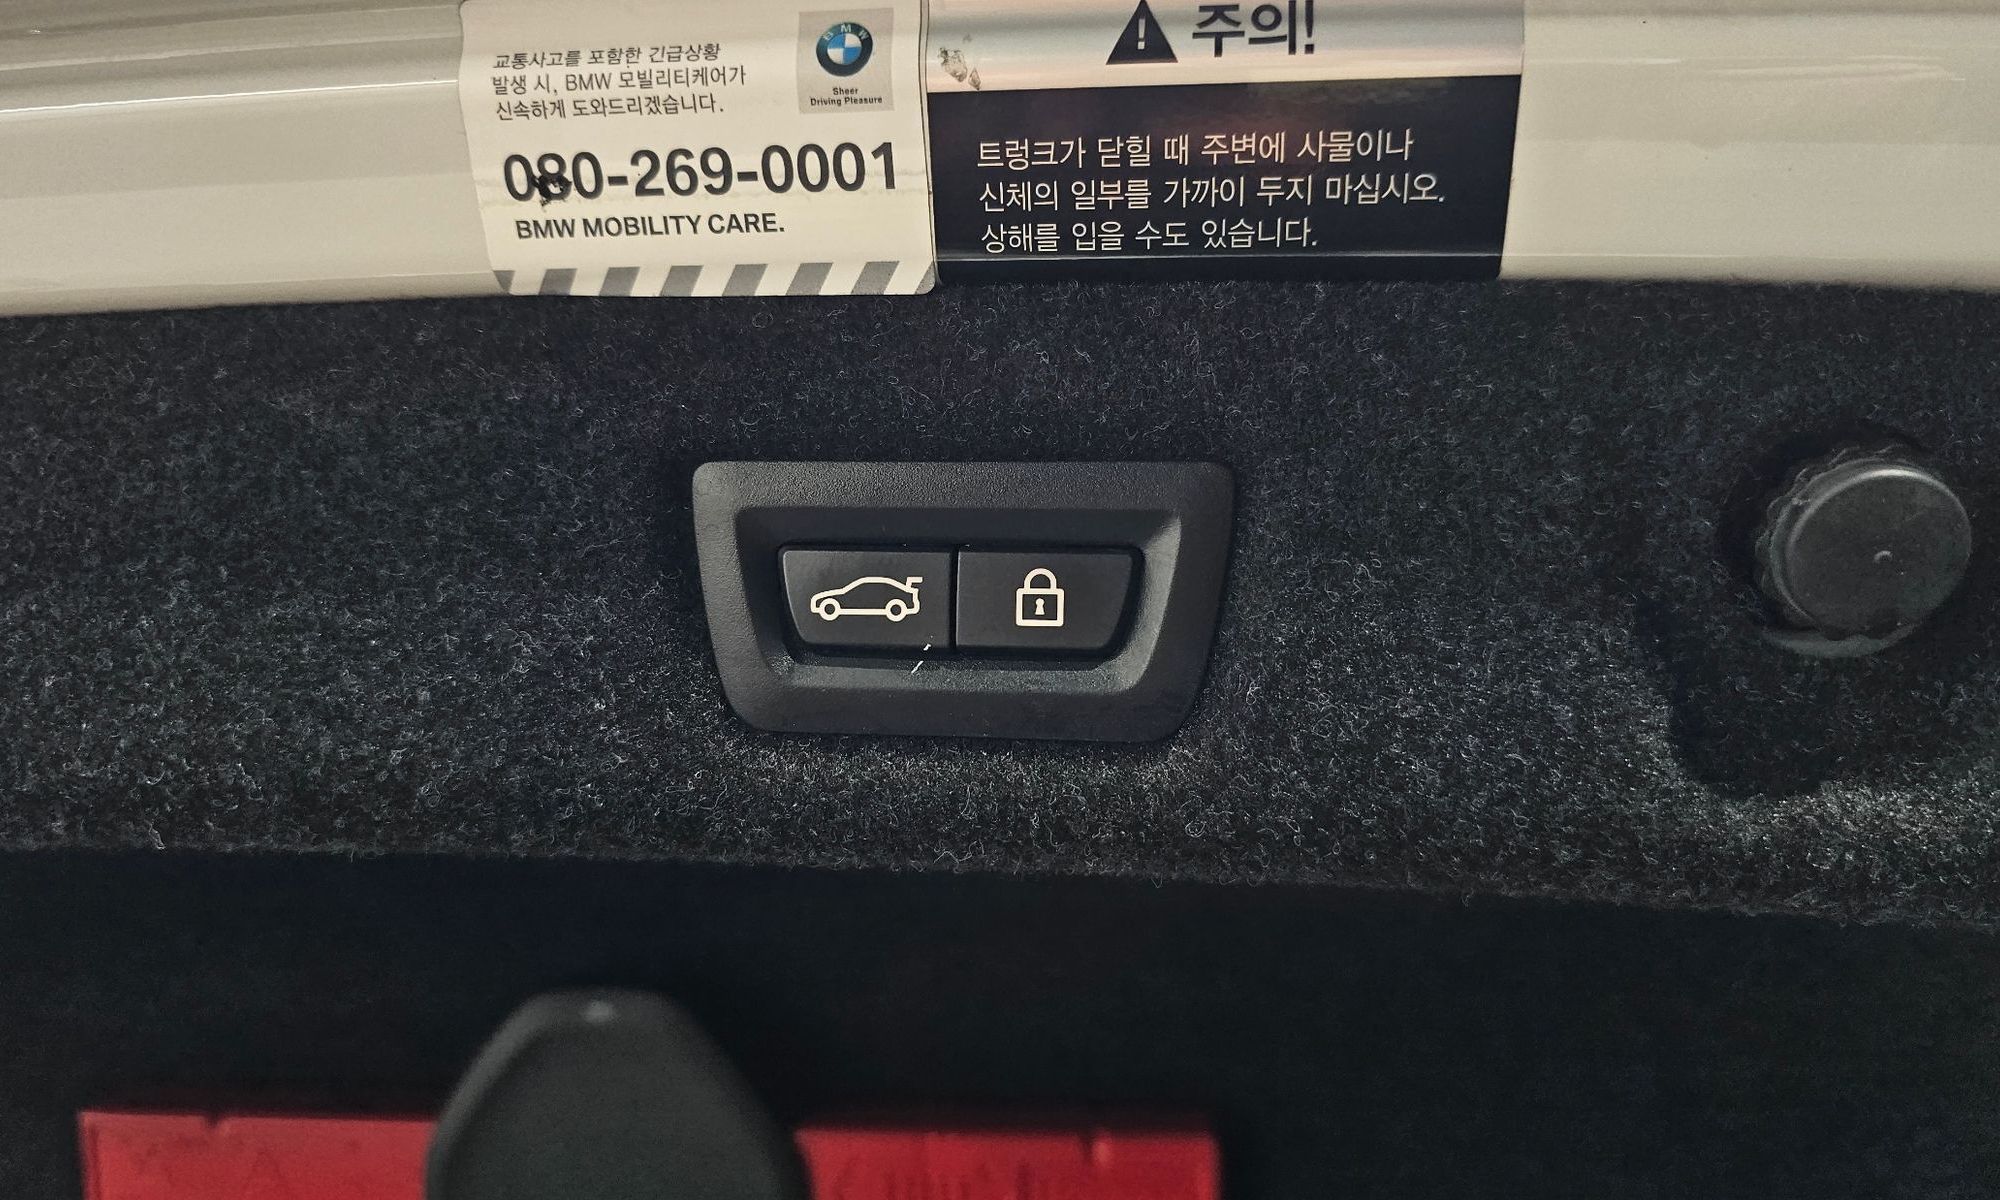 교통사고를 포함한 긴급상황
발생 시, BMW 모빌리티케어가
신속하게 도와드리겠습니다.
BMW
Sheer
Driving Pleasure
080-269-0001
BMW MOBILITY CARE.
주의!
트렁크가 닫힐 때 주변에 사물이나
신체의 일부를 가까이 두지 마십시오.
상해를 입을 수도 있습니다.